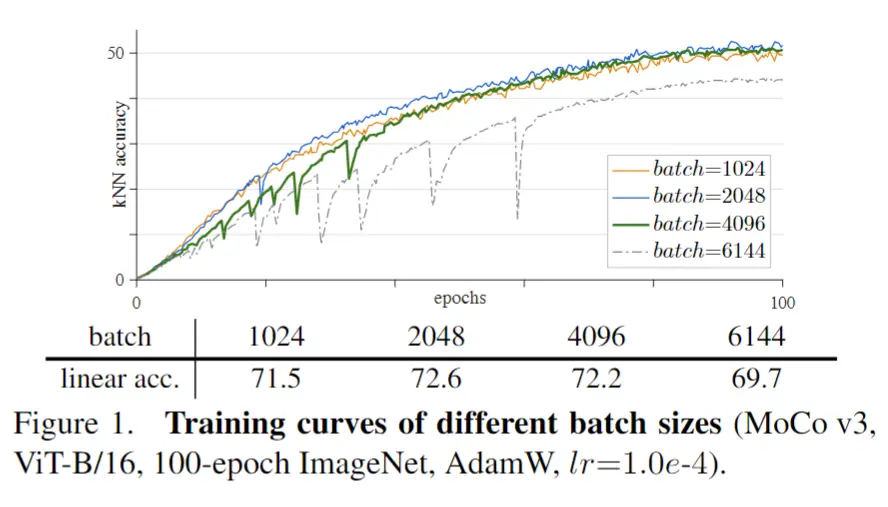 50
kNN accuracy
batch=1024
batch=2048
batch=4096
batch=6144
0
0
epochs
100
batch 1024 2048 4096 6144
linear acc. 71.5 72.6 72.2 69.7
Figure 1. Training curves of different batch sizes (MoCo v3,
ViT-B/16, 100-epoch ImageNet, AdamW, lr=1.0e-4).